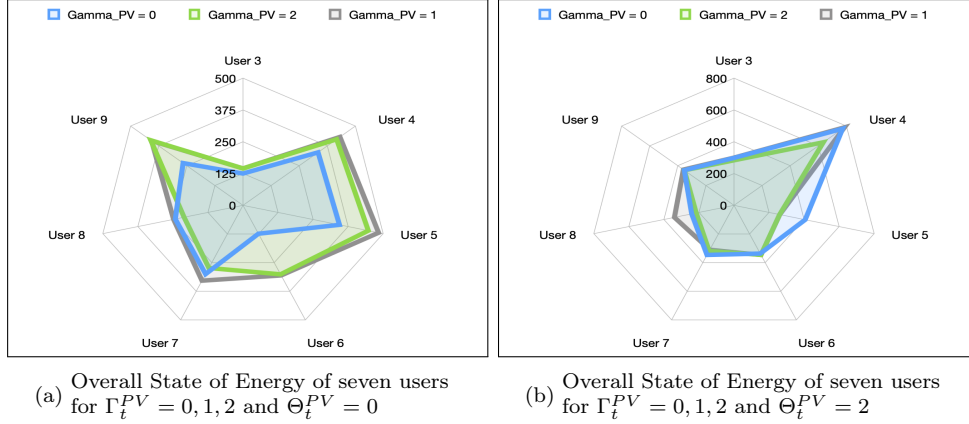 Gamma_PV = 0 Gamma_PV = 2 Gamma_PV = 1
User 3
500
375
250
125
0
User 4
User 5
User 6
User 7
User 8
User 9
(a) Overall State of Energy of seven users
for Γ_t^{PV} = 0, 1, 2 and Θ_t^{PV} = 0
Gamma_PV = 0 Gamma_PV = 2 Gamma_PV = 1
User 3
800
600
400
200
0
User 4
User 5
User 6
User 7
User 8
User 9
(b) Overall State of Energy of seven users
for Γ_t^{PV} = 0, 1, 2 and Θ_t^{PV} = 2